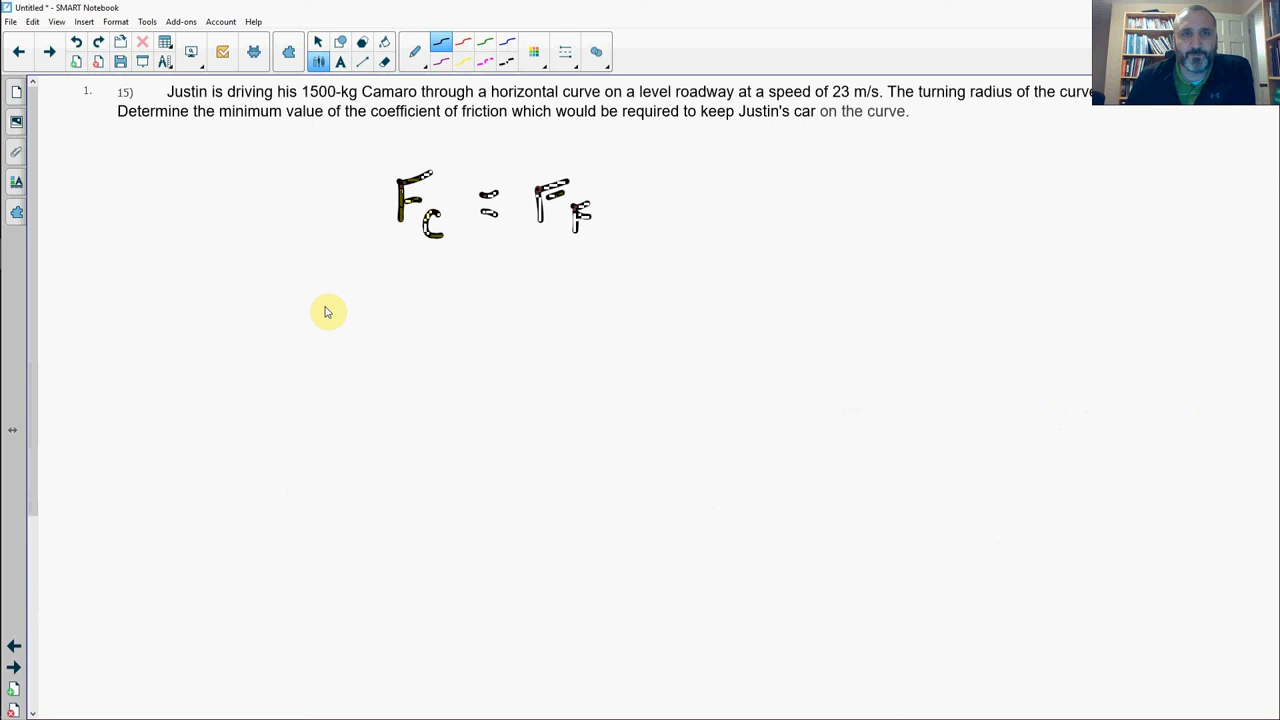 Untitled * - SMART Notebook
File Edit View Insert Format Tools Add-ons Account Help
1. 15) Justin is driving his 1500-kg Camaro through a horizontal curve on a level roadway at a speed of 23 m/s. The turning radius of the curve
Determine the minimum value of the coefficient of friction which would be required to keep Justin's car on the curve.
F_C = F_F